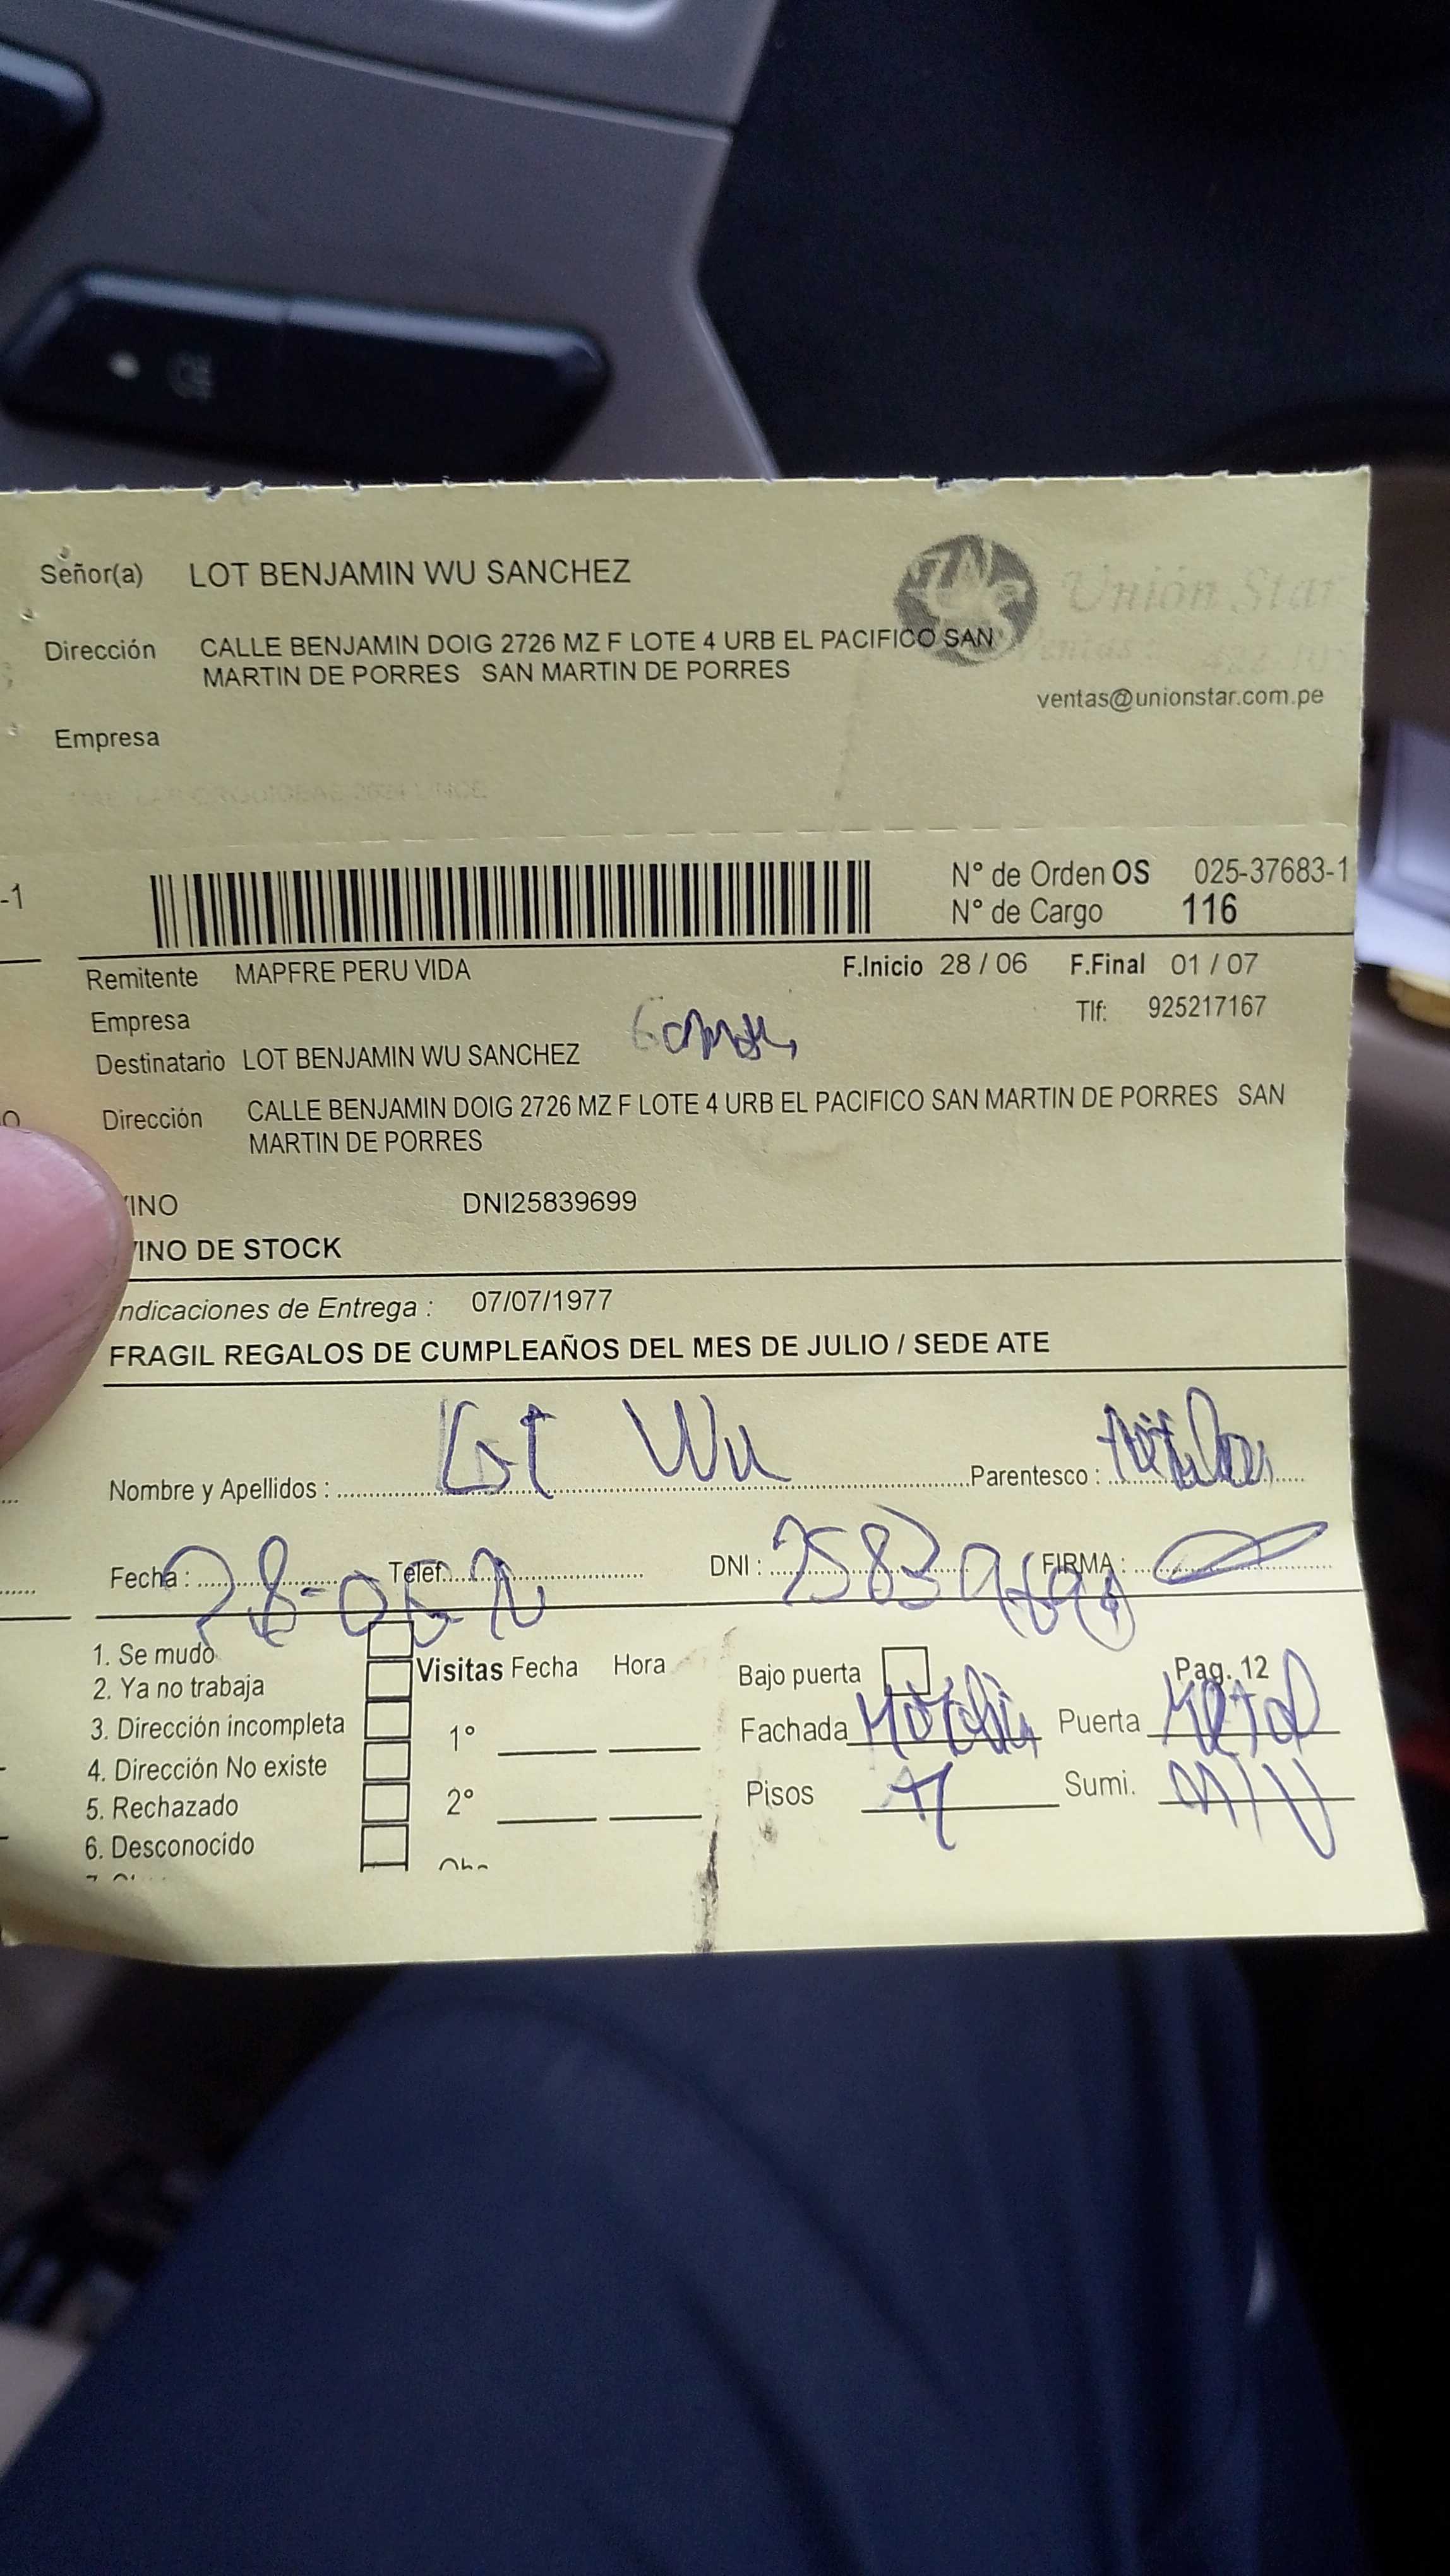 Señor(a) LOT BENJAMIN WU SANCHEZ
Unión Star
Dirección CALLE BENJAMIN DOIG 2726 MZ F LOTE 4 URB EL PACIFICO SAN
MARTIN DE PORRES SAN MARTIN DE PORRES
Ventas :
ventas@unionstar.com.pe
Empresa
-1
N° de Orden OS 025-37683-1
N° de Cargo 116
Remitente MAPFRE PERU VIDA F.Inicio 28 / 06 F.Final 01 / 07
Empresa Tlf: 925217167
Destinatario LOT BENJAMIN WU SANCHEZ
Dirección CALLE BENJAMIN DOIG 2726 MZ F LOTE 4 URB EL PACIFICO SAN MARTIN DE PORRES SAN
MARTIN DE PORRES
DNI25839699
DE STOCK
Indicaciones de Entrega : 07/07/1977
FRAGIL REGALOS DE CUMPLEAÑOS DEL MES DE JULIO / SEDE ATE
Nombre y Apellidos : Lot Wu Parentesco :
Fecha : Telef. DNI : 25839699 FIRMA :
1. Se mudo
2. Ya no trabaja
3. Dirección incompleta
4. Dirección No existe
5. Rechazado
6. Desconocido
Visitas Fecha Hora
1°
2°
Bajo puerta Pag. 12
Fachada Puerta Metal
Pisos Sumi.